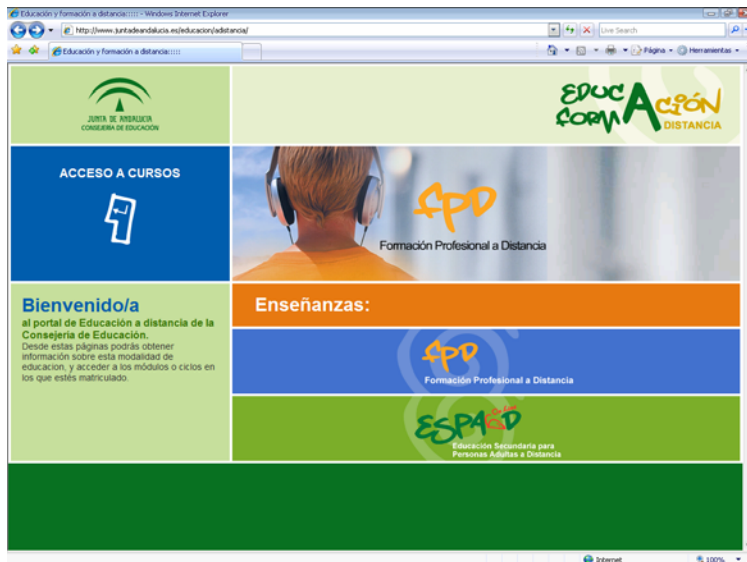 Educación y formación a distancia::::: - Windows Internet Explorer
http://www.juntadeandalucia.es/educacion/adistancia/
Live Search
Educación y formación a distancia:::::
Página
Herramientas
JUNTA DE ANDALUCIA
CONSEJERÍA DE EDUCACIÓN
EDUCACIÓN
FORMACIÓN
DISTANCIA
ACCESO A CURSOS
fpD
Formación Profesional a Distancia
Bienvenido/a
al portal de Educación a distancia de la
Consejería de Educación.
Desde estas páginas podrás obtener
información sobre esta modalidad de
educacion, y acceder a los módulos o ciclos en
los que estés matriculado.
Enseñanzas:
fpD
Formación Profesional a Distancia
ESPAD
Educación Secundaria para
Personas Adultas a Distancia
Internet
100%